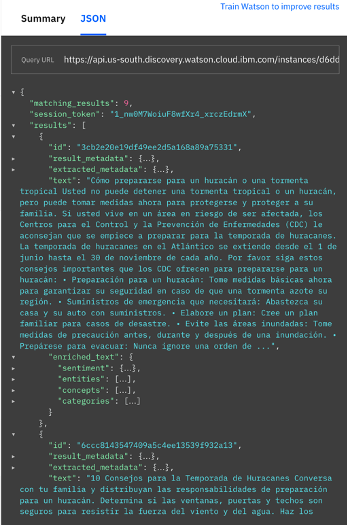 Train Watson to improve results
Summary JSON
Query URL https://api.us-south.discovery.watson.cloud.ibm.com/instances/d6dd
{
"matching_results": 9,
"session_token": "1_nw0M7WoiuF8wfXr4_xrczEdrmX",
"results": [
{
"id": "3cb2e20e19df49ee2d5a168a89a75331",
"result_metadata": {…},
"extracted_metadata": {…},
"text": "Cómo prepararse para un huracán o una tormenta
tropical Usted no puede detener una tormenta tropical o un huracán,
pero puede tomar medidas ahora para protegerse y proteger a su
familia. Si usted vive en un área en riesgo de ser afectada, los
Centros para el Control y la Prevención de Enfermedades (CDC) le
aconsejan que se empiece a preparar para la temporada de huracanes.
La temporada de huracanes en el Atlántico se extiende desde el 1 de
junio hasta el 30 de noviembre de cada año. Por favor siga estos
consejos importantes que los CDC ofrecen para prepararse para un
huracán: • Preparación para un huracán: Tome medidas básicas ahora
para garantizar su seguridad en caso de que una tormenta azote su
región. • Suministros de emergencia que necesitará: Abastezca su
casa y su auto con suministros. • Elabore un plan: Cree un plan
familiar para casos de desastre. • Evite las áreas inundadas: Tome
medidas de precaución antes, durante y después de una inundación. •
Prepárese para evacuar: Nunca ignore una orden de ...",
"enriched_text": {
"sentiment": {…},
"entities": […],
"concepts": […],
"categories": […]
}
},
{
"id": "6ccc8143547409a5c4ee13539f932a13",
"result_metadata": {…},
"extracted_metadata": {…},
"text": "10 Consejos para la Temporada de Huracanes Conversa
con tu familia y distribuyan las responsabilidades de preparación
para un huracán. Determina si las ventanas, puertas y techos son
seguros para resistir la fuerza del viento y del agua. Haz los